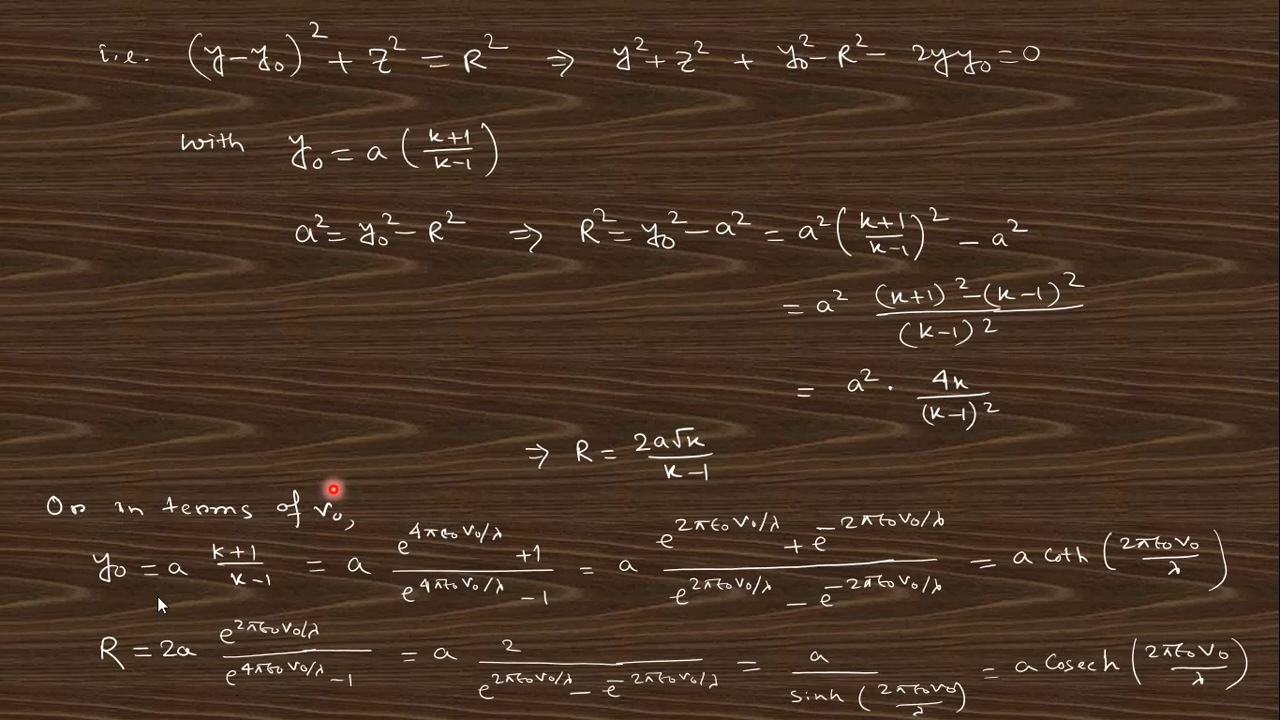 i.e. (y-y₀)² + z² = R² ⇒ y² + z² + y₀² - R² - 2yy₀ = 0
with y₀ = a ((k+1)/(k-1))
a² = y₀² - R² ⇒ R² = y₀² - a² = a² ((k+1)/(k-1))² - a²
= a² ((k+1)² - (k-1)²)/(k-1)²
= a² · 4k/(k-1)²
⇒ R = 2a√k/(k-1)
Or in terms of V₀,
y₀ = a (k+1)/(k-1) = a (e^(4πε₀V₀/λ) + 1)/(e^(4πε₀V₀/λ) - 1) = a (e^(2πε₀V₀/λ) + e^(-2πε₀V₀/λ))/(e^(2πε₀V₀/λ) - e^(-2πε₀V₀/λ)) = a coth (2πε₀V₀/λ)
R = 2a e^(2πε₀V₀/λ)/(e^(4πε₀V₀/λ) - 1) = a 2/(e^(2πε₀V₀/λ) - e^(-2πε₀V₀/λ)) = a/sinh (2πε₀V₀/λ) = a Cosech (2πε₀V₀/λ)